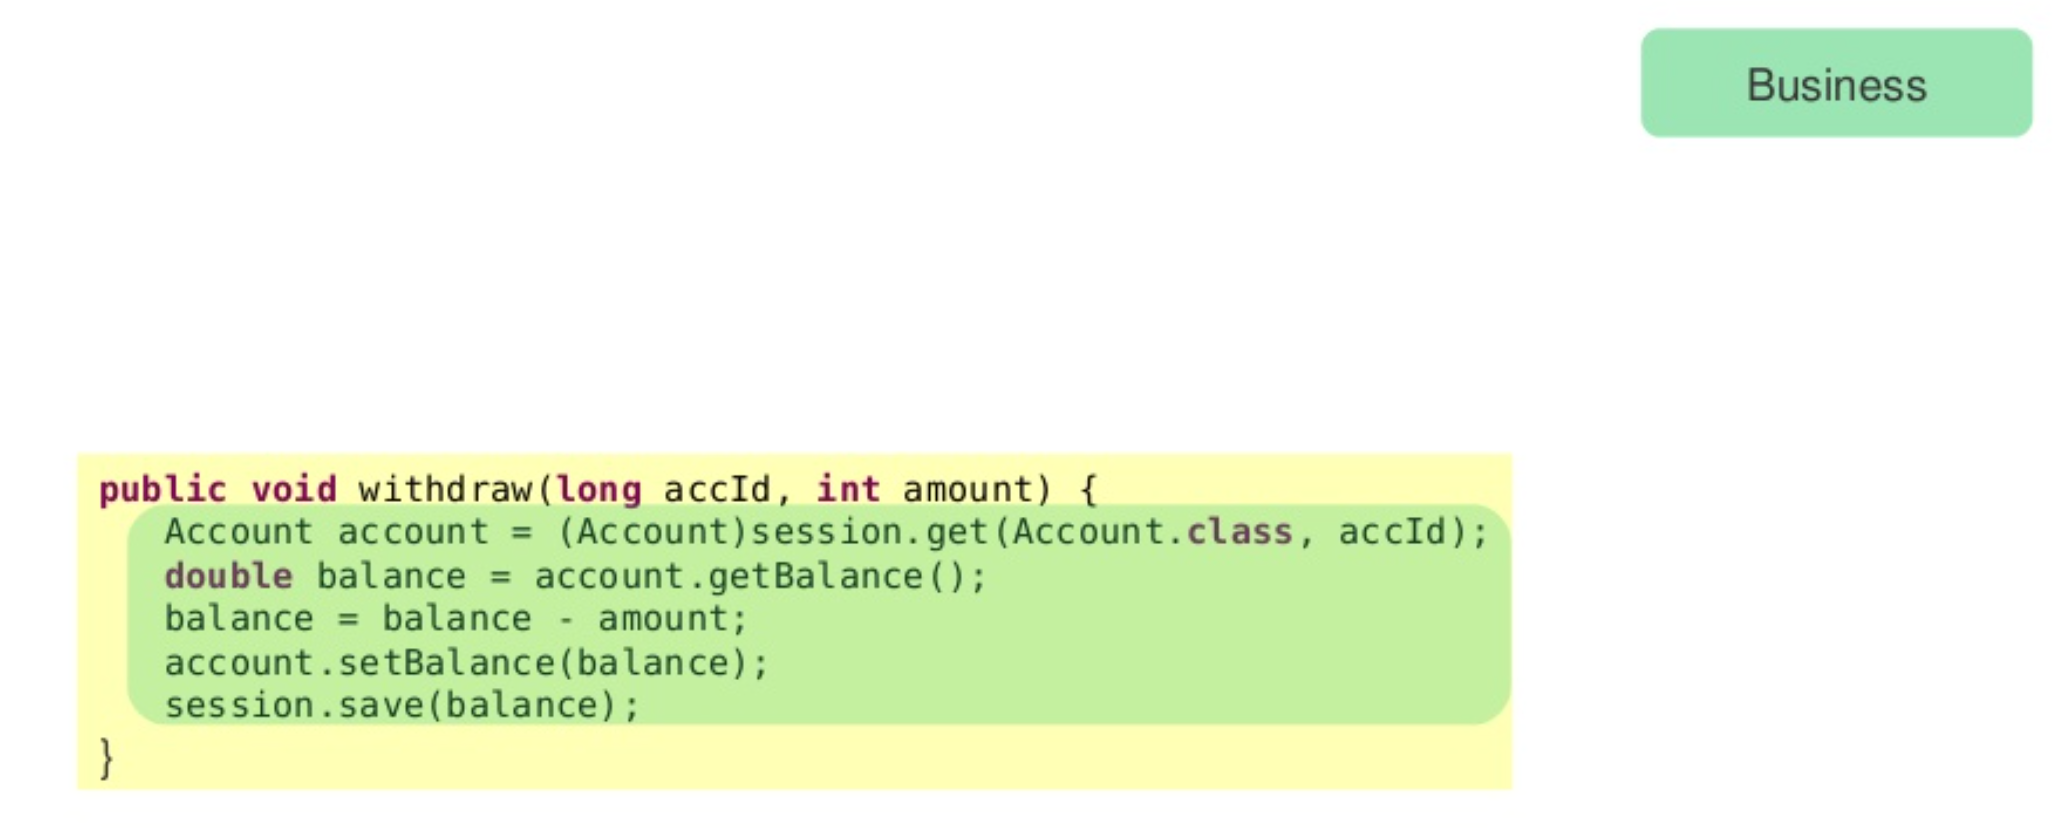 Business
public void withdraw(long accId, int amount) {
Account account = (Account)session.get(Account.class, accId);
double balance = account.getBalance();
balance = balance - amount;
account.setBalance(balance);
session.save(balance);
}